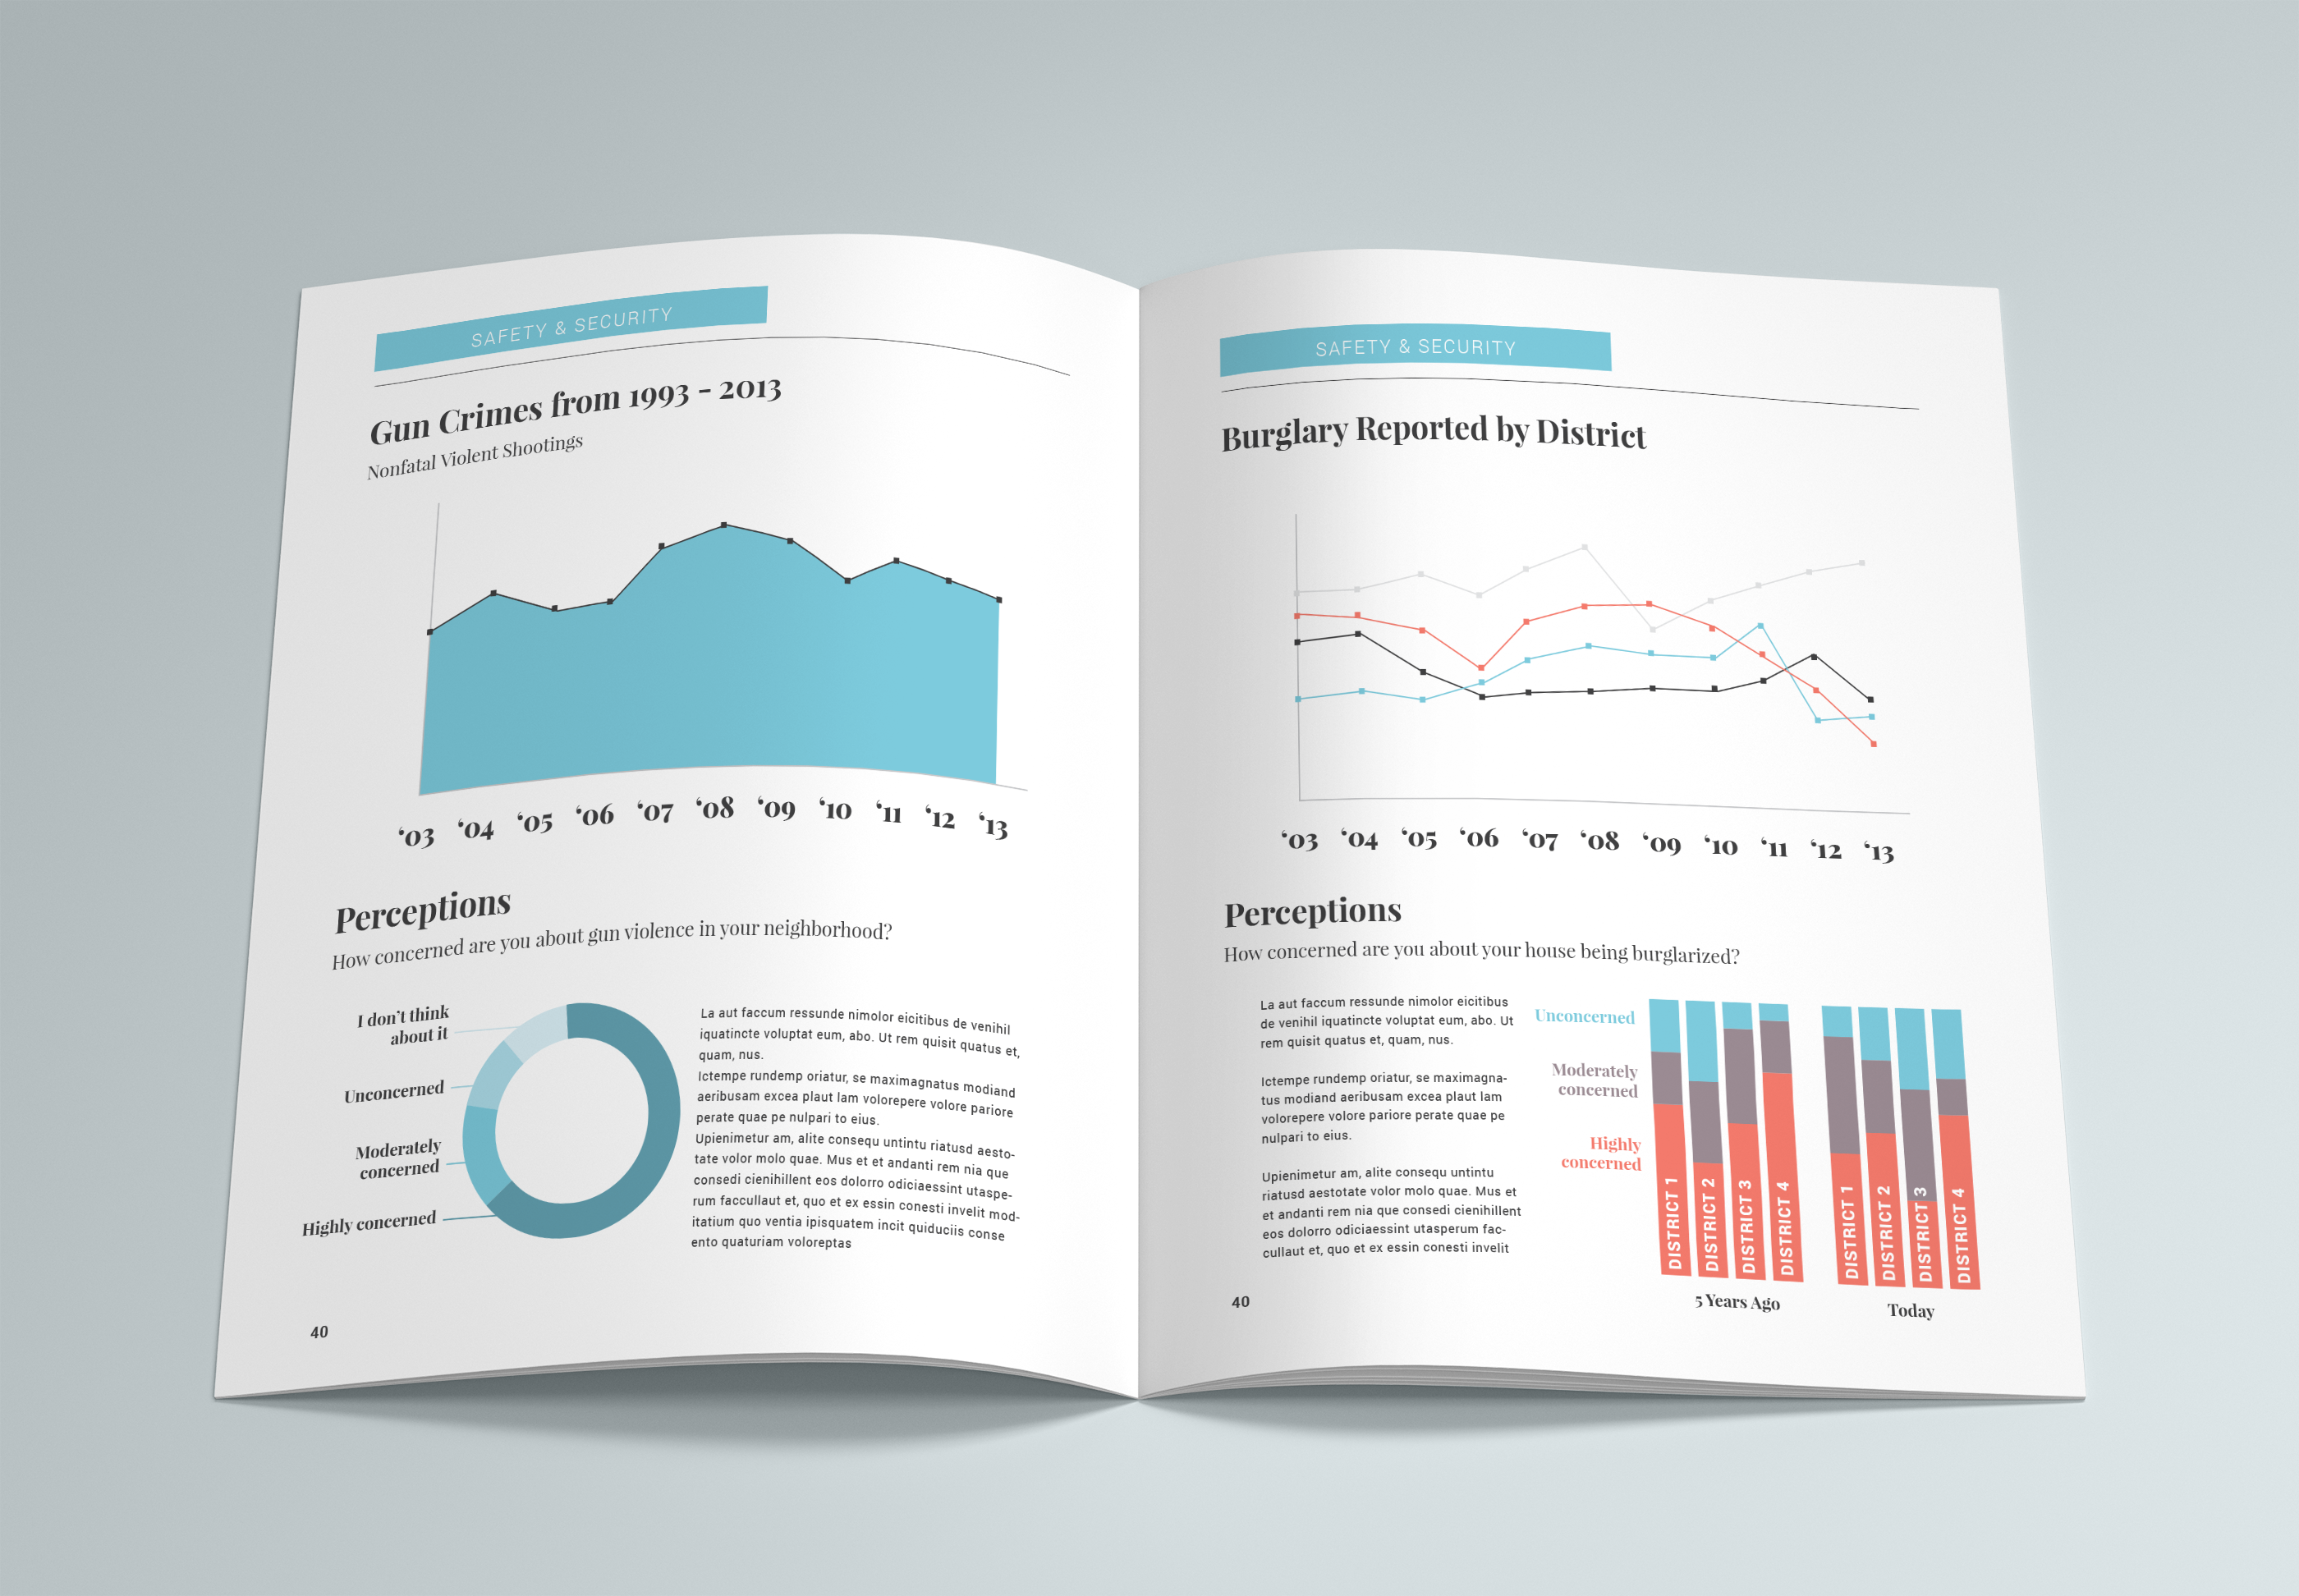 SAFETY & SECURITY
Gun Crimes from 1993 - 2013
Nonfatal Violent Shootings
‘03 ‘04 ‘05 ‘06 ‘07 ‘08 ‘09 ‘10 ‘11 ‘12 ‘13
Perceptions
How concerned are you about gun violence in your neighborhood?
I don’t think
about it
Unconcerned
Moderately
concerned
Highly concerned
La aut faccum ressunde nimolor eicitibus de venihil
iquatincte voluptat eum, abo. Ut rem quisit quatus et,
quam, nus.
Ictempe rundemp oriatur, se maximagnatus modiand
aeribusam excea plaut lam volorepere volore pariore
perate quae pe nulpari to eius.
Upienimetur am, alite consequ untintu riatusd aesto-
tate volor molo quae. Mus et et andanti rem nia que
consedi cienihillent eos dolorro odiciaessint utaspe-
rum faccullaut et, quo et ex essin conesti invelit mod-
itatium quo ventia ipisquatem incit quiduciis conse
ento quaturiam voloreptas
40
SAFETY & SECURITY
Burglary Reported by District
‘03 ‘04 ‘05 ‘06 ‘07 ‘08 ‘09 ‘10 ‘11 ‘12 ‘13
Perceptions
How concerned are you about your house being burglarized?
La aut faccum ressunde nimolor eicitibus
de venihil iquatincte voluptat eum, abo. Ut
rem quisit quatus et, quam, nus.
Ictempe rundemp oriatur, se maximagna-
tus modiand aeribusam excea plaut lam
volorepere volore pariore perate quae pe
nulpari to eius.
Upienimetur am, alite consequ untintu
riatusd aestotate volor molo quae. Mus et
et andanti rem nia que consedi cienihillent
eos dolorro odiciaessint utasperum fac-
cullaut et, quo et ex essin conesti invelit
Unconcerned
Moderately
concerned
Highly
concerned
DISTRICT 1
DISTRICT 2
DISTRICT 3
DISTRICT 4
5 Years Ago
DISTRICT 1
DISTRICT 2
DISTRICT 3
DISTRICT 4
Today
40